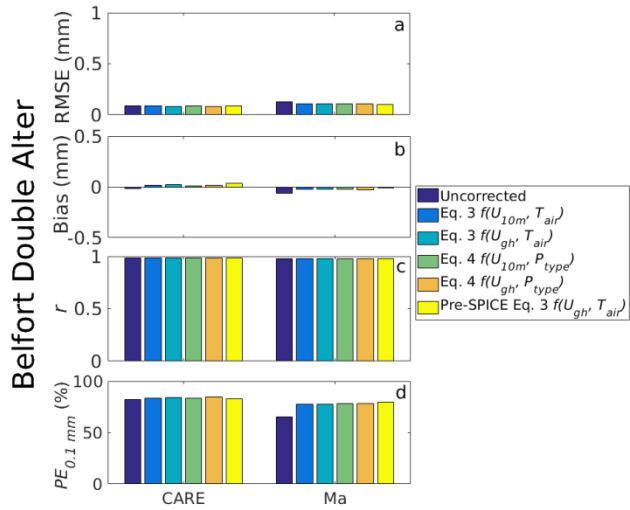 Belfort Double Alter
RMSE (mm)
1
0.5
0
a
Bias (mm)
0.5
0
-0.5
b
r
1
0.5
0
c
PE0.1 mm (%)
100
50
0
d
CARE
Ma
Uncorrected
Eq. 3 f(U10m, Tair)
Eq. 3 f(Ugh, Tair)
Eq. 4 f(U10m, Ptype)
Eq. 4 f(Ugh, Ptype)
Pre-SPICE Eq. 3 f(Ugh, Tair)